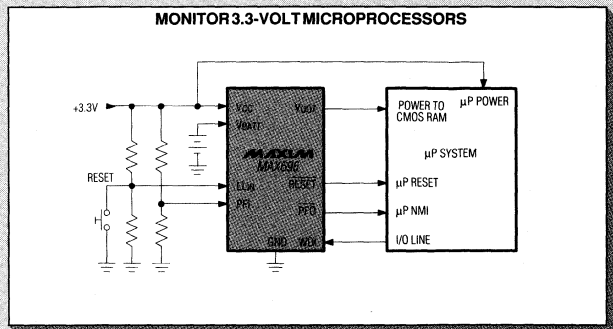 MONITOR 3.3-VOLT MICROPROCESSORS
+3.3V
RESET
VCC
VBATT
VOUT
MAXIM
MAX696
LLIN
PFI
RESET
PFO
GND
WDI
POWER TO
CMOS RAM
µP POWER
µP SYSTEM
µP RESET
µP NMI
I/O LINE